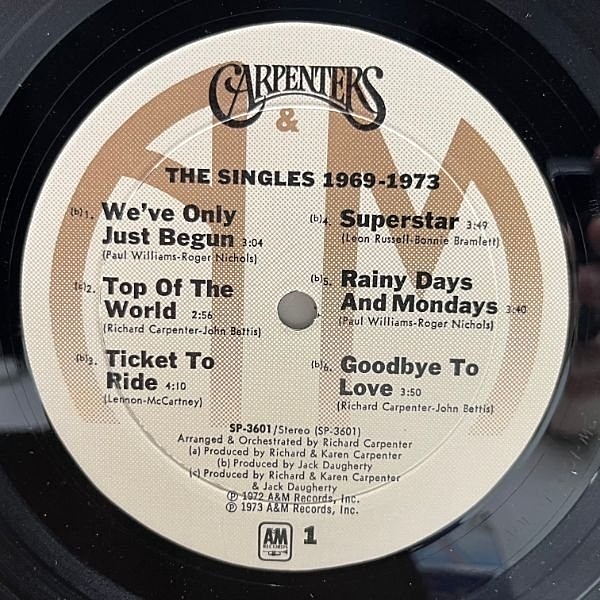 CARPENTERS
&
THE SINGLES 1969-1973
(b)1. We've Only
Just Begun 3:04
(Paul Williams-Roger Nichols)
(c)2. Top Of The
World 2:56
(Richard Carpenter-John Bettis)
(b)3. Ticket To
Ride 4:10
(Lennon-McCartney)
(b)4. Superstar 3:49
(Leon Russell-Bonnie Bramlett)
(b)5. Rainy Days
And Mondays 3:40
(Paul Williams-Roger Nichols)
(b)6. Goodbye To
Love 3:50
(Richard Carpenter-John Bettis)
SP-3601/Stereo (SP-3601)
Arranged & Orchestrated by Richard Carpenter
(a) Produced by Richard & Karen Carpenter
(b) Produced by Jack Daugherty
(c) Produced by Richard & Karen Carpenter
& Jack Daugherty
℗ 1972 A&M Records, Inc.
℗ 1973 A&M Records, Inc.
A&M
RECORDS
1